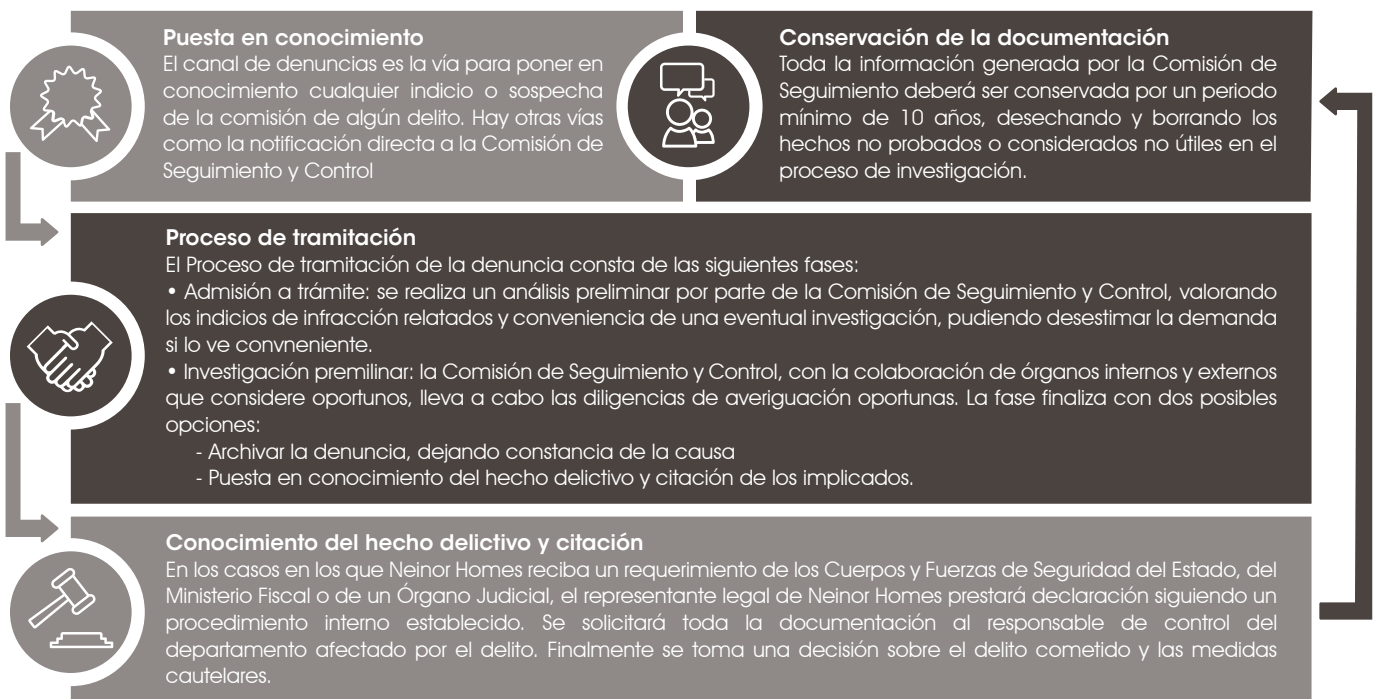 Puesta en conocimiento
El canal de denuncias es la vía para poner en
conocimiento cualquier indicio o sospecha
de la comisión de algún delito. Hay otras vías
como la notificación directa a la Comisión de
Seguimiento y Control
Conservación de la documentación
Toda la información generada por la Comisión de
Seguimiento deberá ser conservada por un periodo
mínimo de 10 años, desechando y borrando los
hechos no probados o considerados no útiles en el
proceso de investigación.
Proceso de tramitación
El Proceso de tramitación de la denuncia consta de las siguientes fases:
• Admisión a trámite: se realiza un análisis preliminar por parte de la Comisión de Seguimiento y Control, valorando
los indicios de infracción relatados y conveniencia de una eventual investigación, pudiendo desestimar la demanda
si lo ve convneniente.
• Investigación premilinar: la Comisión de Seguimiento y Control, con la colaboración de órganos internos y externos
que considere oportunos, lleva a cabo las diligencias de averiguación oportunas. La fase finaliza con dos posibles
opciones:
- Archivar la denuncia, dejando constancia de la causa
- Puesta en conocimiento del hecho delictivo y citación de los implicados.
Conocimiento del hecho delictivo y citación
En los casos en los que Neinor Homes reciba un requerimiento de los Cuerpos y Fuerzas de Seguridad del Estado, del
Ministerio Fiscal o de un Órgano Judicial, el representante legal de Neinor Homes prestará declaración siguiendo un
procedimiento interno establecido. Se solicitará toda la documentación al responsable de control del
departamento afectado por el delito. Finalmente se toma una decisión sobre el delito cometido y las medidas
cautelares.